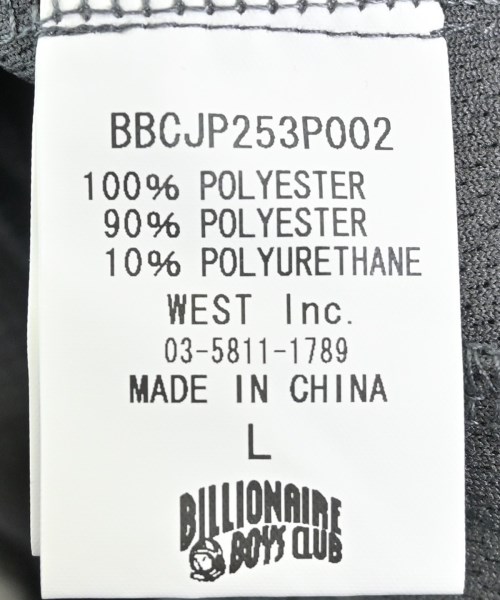 BBCJP253P002
100% POLYESTER
90% POLYESTER
10% POLYURETHANE
WEST Inc.
03-5811-1789
MADE IN CHINA
L
BILLIONAIRE
BOYS CLUB